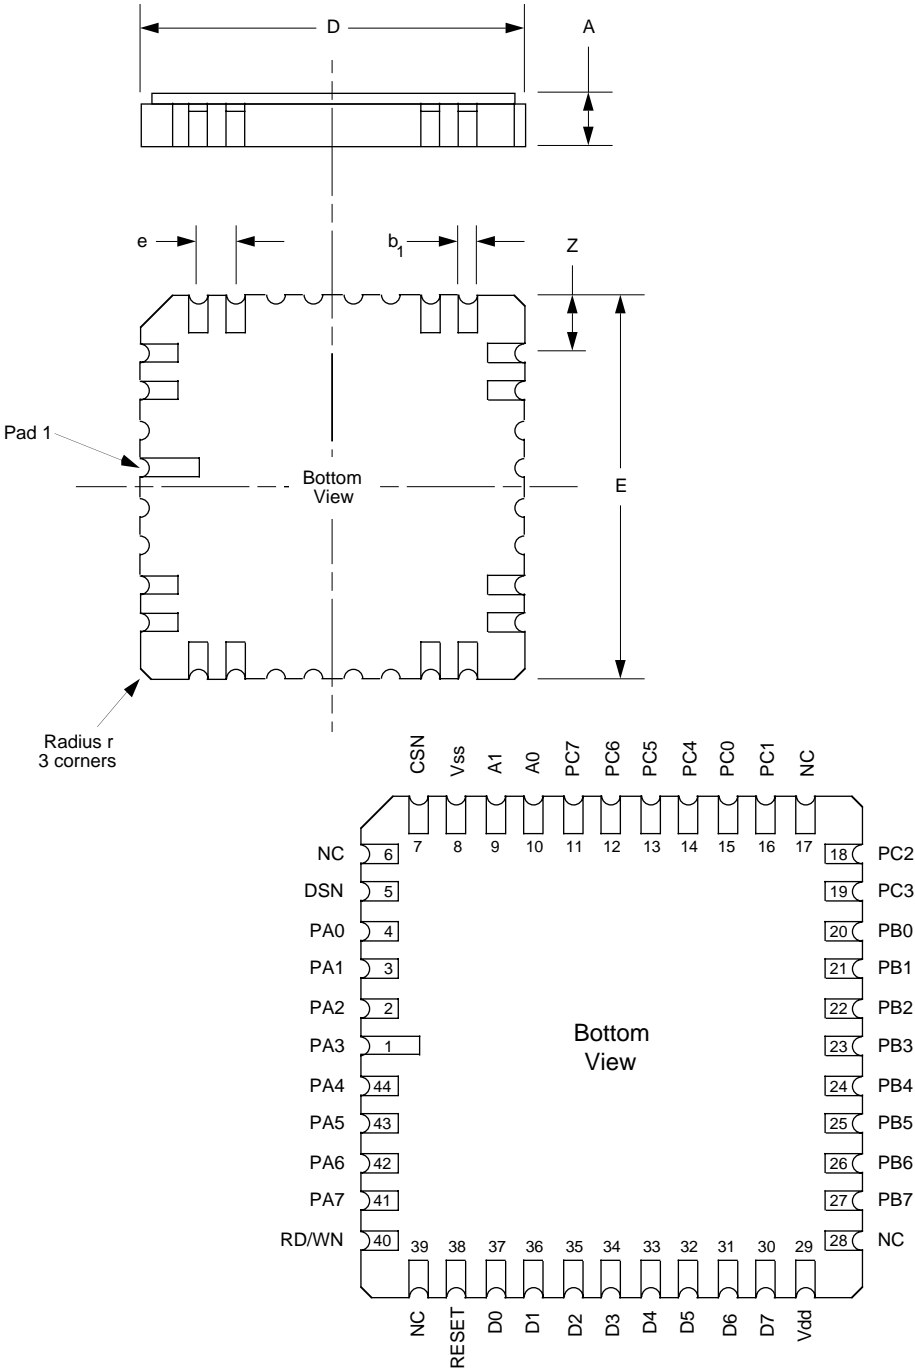 D
A
e
b1
Z
Pad 1
Bottom
View
E
Radius r
3 corners
CSN
Vss
A1
A0
PC7
PC6
PC5
PC4
PC0
PC1
NC
7
8
9
10
11
12
13
14
15
16
17
NC 6
DSN 5
PA0 4
PA1 3
PA2 2
PA3 1
PA4 44
PA5 43
PA6 42
PA7 41
RD/WN 40
Bottom
View
18 PC2
19 PC3
20 PB0
21 PB1
22 PB2
23 PB3
24 PB4
25 PB5
26 PB6
27 PB7
28 NC
39
38
37
36
35
34
33
32
31
30
29
NC
RESET
D0
D1
D2
D3
D4
D5
D6
D7
Vdd